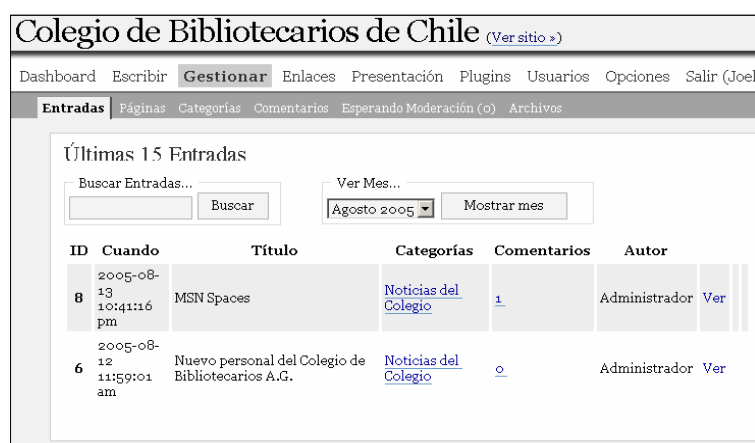 Colegio de Bibliotecarios de Chile (Ver sitio »)
Dashboard Escribir Gestionar Enlaces Presentación Plugins Usuarios Opciones Salir (Joel
Entradas Páginas Categorías Comentarios Esperando Moderación (0) Archivos
Últimas 15 Entradas
Buscar Entradas...
Buscar
Ver Mes...
Agosto 2005
Mostrar mes
ID Cuando Título Categorías Comentarios Autor
8 2005-08-13 10:41:16 pm MSN Spaces Noticias del Colegio 1 Administrador Ver
6 2005-08-12 11:59:01 am Nuevo personal del Colegio de Bibliotecarios A.G. Noticias del Colegio 0 Administrador Ver